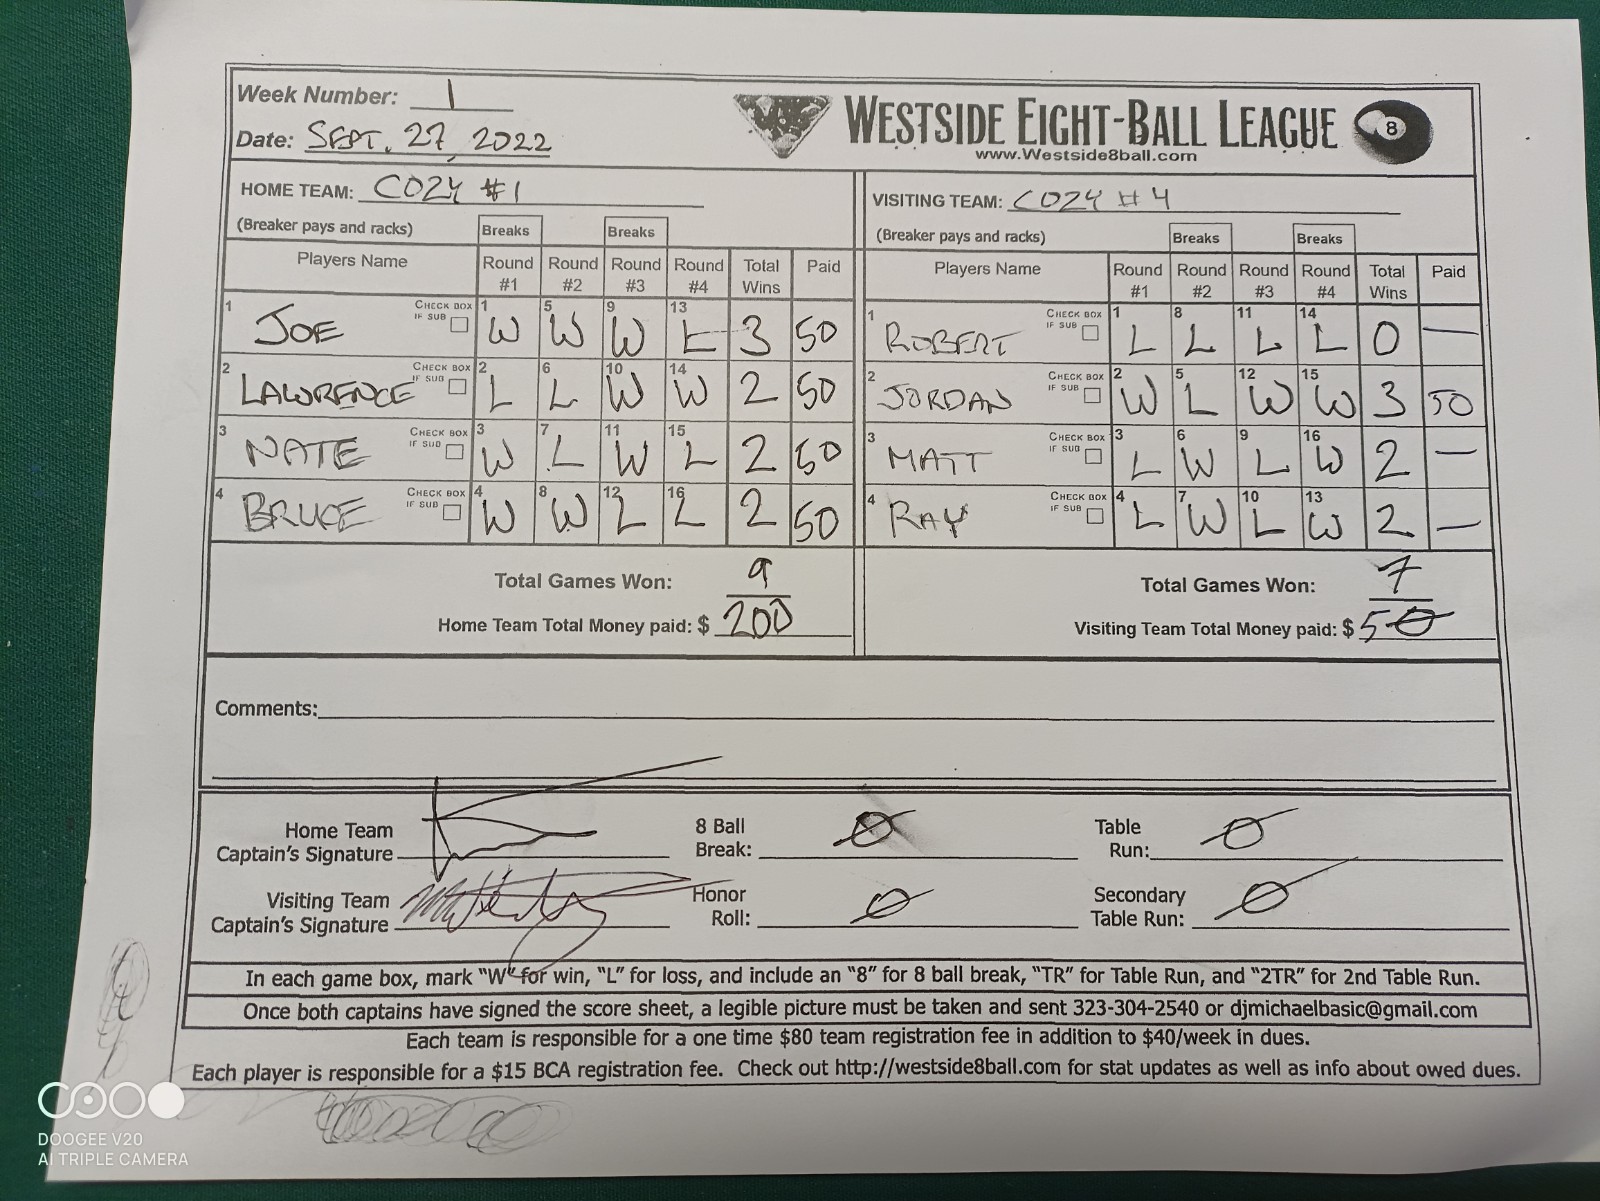 Week Number: 1
Date: SEPT. 27, 2022
WESTSIDE EIGHT-BALL LEAGUE 8
www.Westside8ball.com
HOME TEAM: COZY #1
(Breaker pays and racks) Breaks Breaks
Players Name Round #1 Round #2 Round #3 Round #4 Total Wins Paid
1 JOE CHECK BOX IF SUB 1 W 5 W 9 W 13 L 3 50
2 LAWRENCE CHECK BOX IF SUB 2 L 6 L 10 W 14 W 2 50
3 NATE CHECK BOX IF SUB 3 W 7 L 11 W 15 L 2 50
4 BRUCE CHECK BOX IF SUB 4 W 8 W 12 L 16 L 2 50
Total Games Won: 9
Home Team Total Money paid: $ 200
VISITING TEAM: COZY #4
(Breaker pays and racks) Breaks Breaks
Players Name Round #1 Round #2 Round #3 Round #4 Total Wins Paid
1 ROBERT CHECK BOX IF SUB 1 L 8 L 11 L 14 L 0 —
2 JORDAN CHECK BOX IF SUB 2 W 5 L 12 W 15 W 3 50
3 MATT CHECK BOX IF SUB 3 L 6 W 9 L 16 W 2 —
4 RAY CHECK BOX IF SUB 4 L 7 W 10 L 13 W 2 —
Total Games Won: 7
Visiting Team Total Money paid: $ 50
Comments:
Home Team Captain's Signature
8 Ball Break: 0
Table Run: 0
Visiting Team Captain's Signature
Honor Roll: 0
Secondary Table Run: 0
In each game box, mark "W" for win, "L" for loss, and include an "8" for 8 ball break, "TR" for Table Run, and "2TR" for 2nd Table Run.
Once both captains have signed the score sheet, a legible picture must be taken and sent 323-304-2540 or djmichaelbasic@gmail.com
Each team is responsible for a one time $80 team registration fee in addition to $40/week in dues.
Each player is responsible for a $15 BCA registration fee. Check out http://westside8ball.com for stat updates as well as info about owed dues.
DOOGEE V20
AI TRIPLE CAMERA